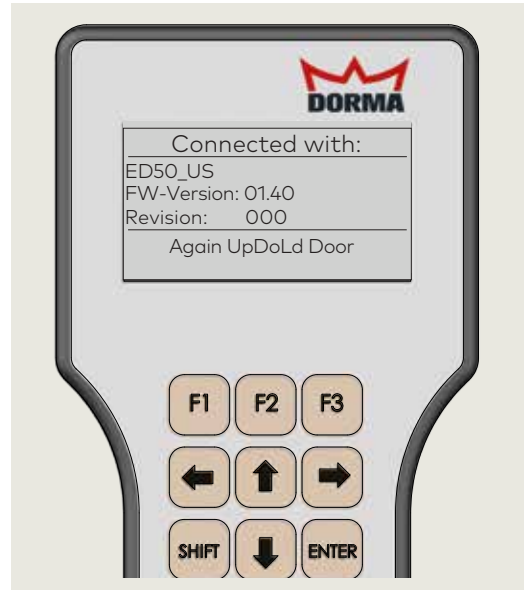 DORMA
Connected with:
ED50_US
FW-Version: 01.40
Revision: 000
Again UpDoLd Door
F1 F2 F3
SHIFT ENTER